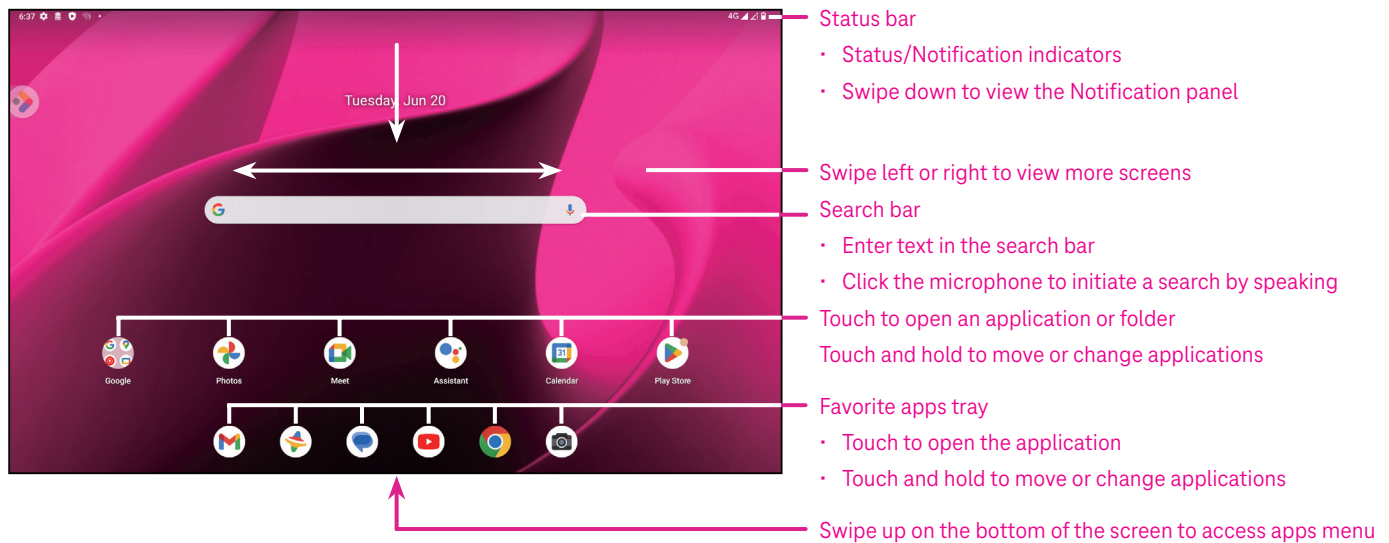 6:37
4G
Tuesday, Jun 20
G
Google
Photos
Meet
31
Assistant
Calendar
Play Store
Status bar
· Status/Notification indicators
· Swipe down to view the Notification panel
Swipe left or right to view more screens
Search bar
· Enter text in the search bar
· Click the microphone to initiate a search by speaking
Touch to open an application or folder
Touch and hold to move or change applications
Favorite apps tray
· Touch to open the application
· Touch and hold to move or change applications
Swipe up on the bottom of the screen to access apps menu